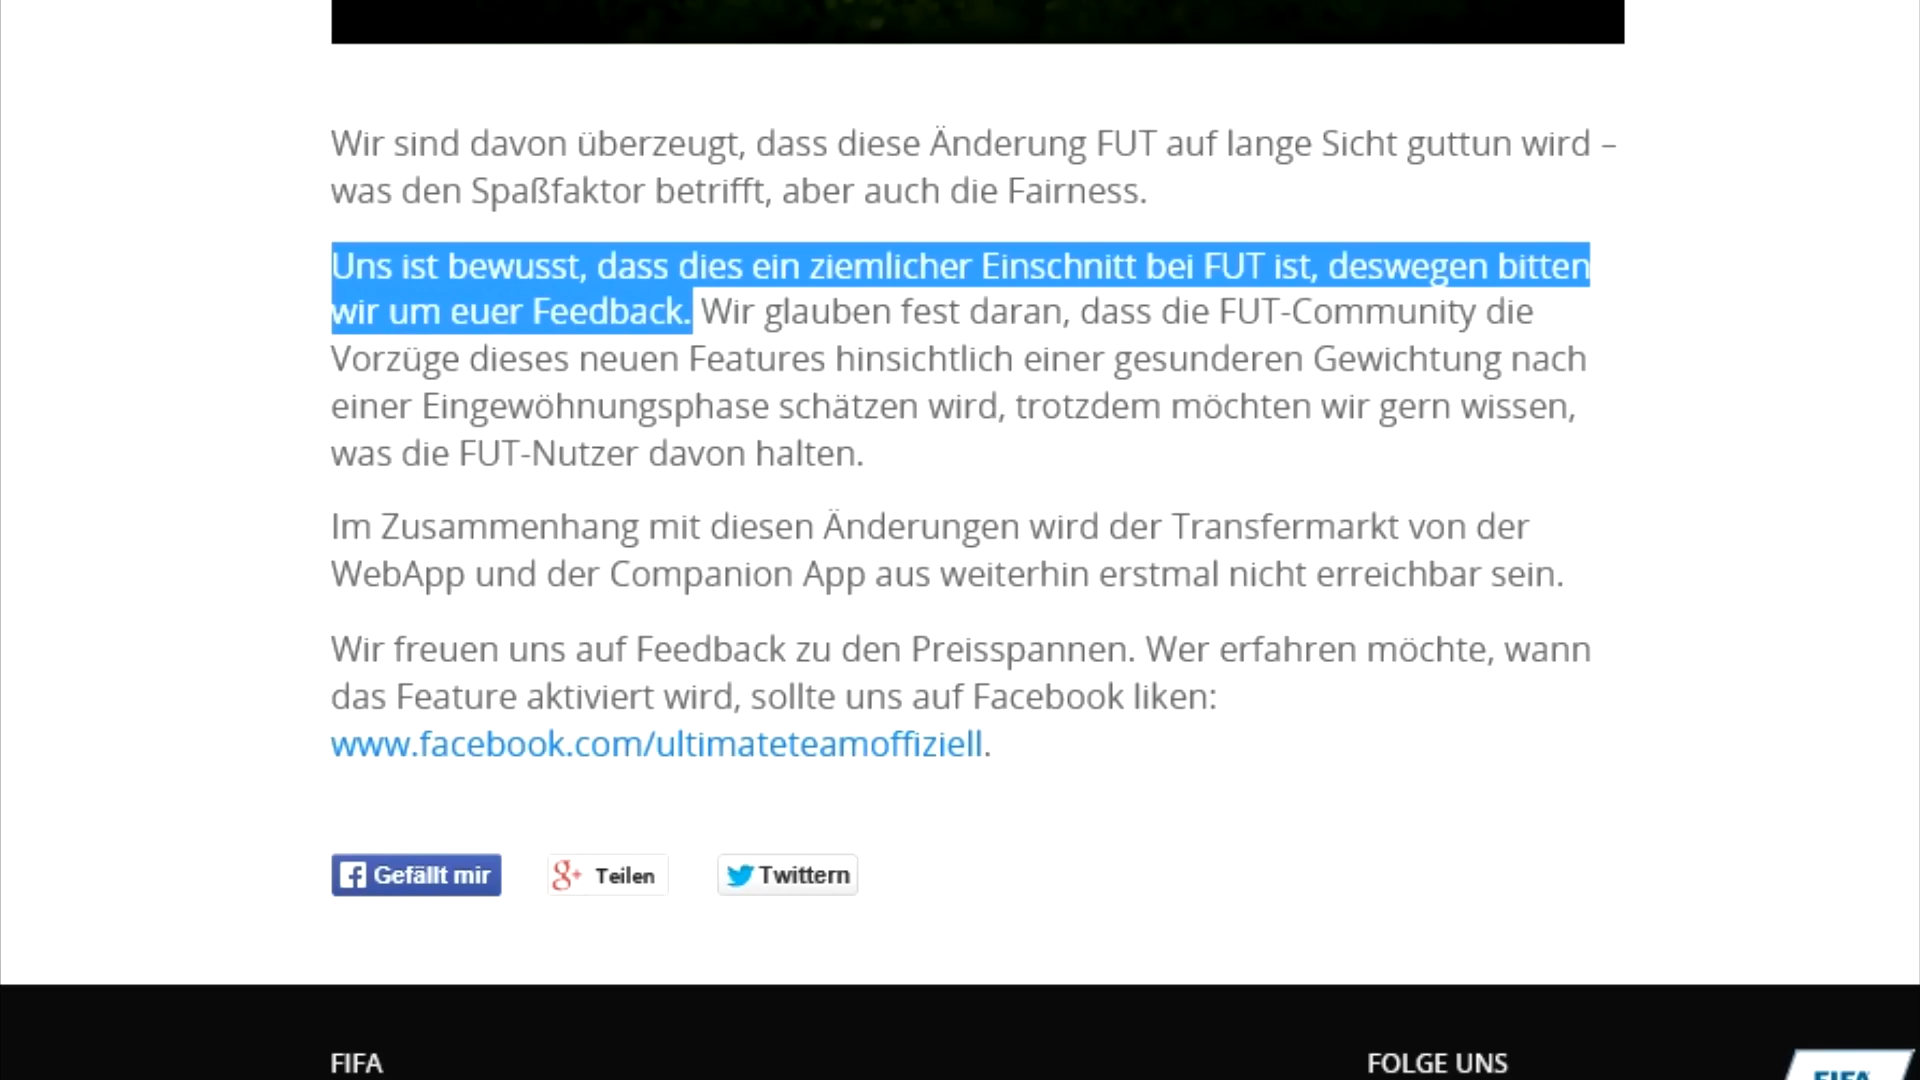 Wir sind davon überzeugt, dass diese Änderung FUT auf lange Sicht guttun wird –
was den Spaßfaktor betrifft, aber auch die Fairness.
Uns ist bewusst, dass dies ein ziemlicher Einschnitt bei FUT ist, deswegen bitten
wir um euer Feedback. Wir glauben fest daran, dass die FUT-Community die
Vorzüge dieses neuen Features hinsichtlich einer gesunderen Gewichtung nach
einer Eingewöhnungsphase schätzen wird, trotzdem möchten wir gern wissen,
was die FUT-Nutzer davon halten.
Im Zusammenhang mit diesen Änderungen wird der Transfermarkt von der
WebApp und der Companion App aus weiterhin erstmal nicht erreichbar sein.
Wir freuen uns auf Feedback zu den Preisspannen. Wer erfahren möchte, wann
das Feature aktiviert wird, sollte uns auf Facebook liken:
www.facebook.com/ultimateteamoffiziell.
Gefällt mir
g+ Teilen
Twittern
FIFA
FOLGE UNS
FIFA